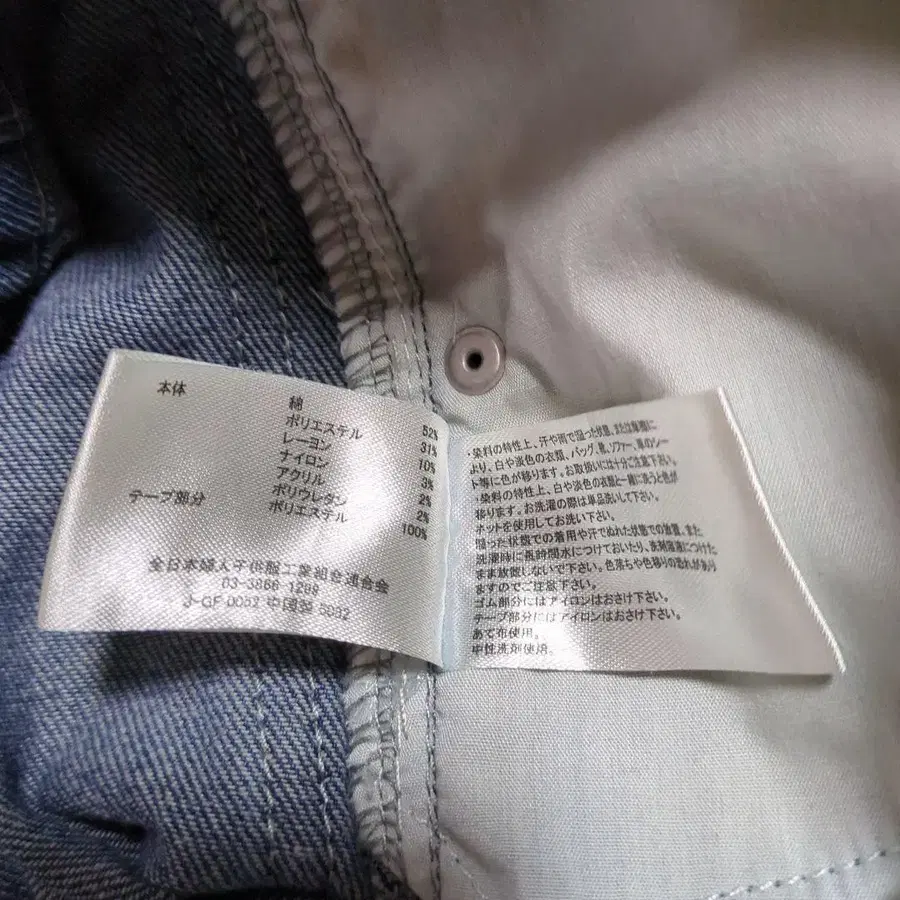 本体
綿 52%
ポリエステル 31%
レーヨン 10%
ナイロン 3%
アクリル 2%
ポリウレタン 2%
テープ部分 ポリエステル 100%
全日本婦人子供服工業組合連合会
03-3866-1298
J-GF-0052 中国製
・染料の特性上、汗や雨で湿った状態、または摩擦に
より、白や淡色の衣類、バッグ、靴、ソファー、車のシー
ト等に色が移ります。お取扱いには十分ご注意下さい。
・染料の特性上、白や淡色の衣類と一緒に洗うと色が
移ります。お洗濯の際は単品洗いして下さい。
ネットを使用してお洗い下さい。
湿った状態での着用や汗でぬれた状態での放置、また
洗濯時に長時間水につけておいたり、洗剤溶液につけた
まま放置しないで下さい。色落ちや色移りの恐れがあり
ますのでご注意下さい。
ゴム部分にはアイロンはおさけ下さい。
テープ部分にはアイロンはおさけ下さい。
あて布使用。
中性洗剤使用。